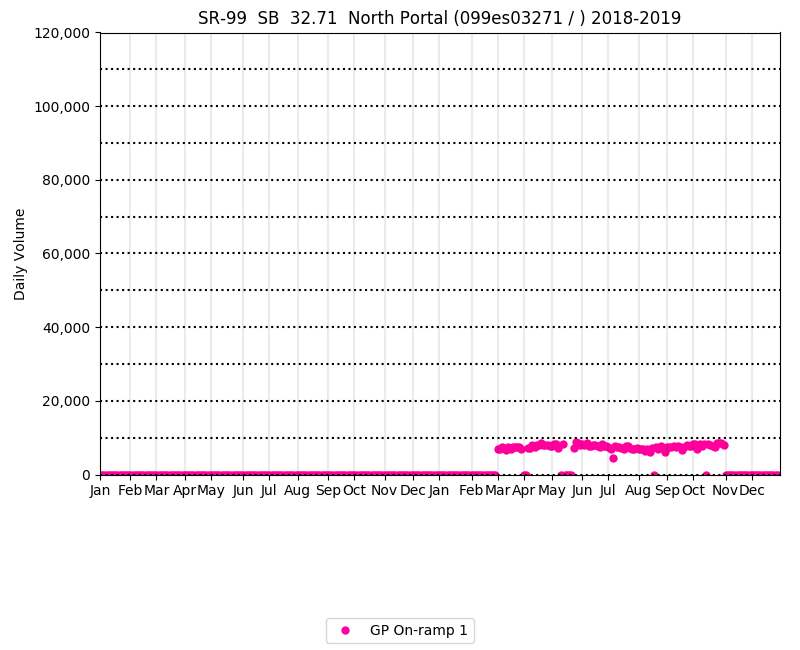 SR-99  SB  32.71  North Portal (099es03271 / ) 2018-2019
120,000
100,000
80,000
60,000
40,000
20,000
0
Daily Volume
Jan Feb Mar Apr May Jun Jul Aug Sep Oct Nov Dec Jan Feb Mar Apr May Jun Jul Aug Sep Oct Nov Dec
GP On-ramp 1